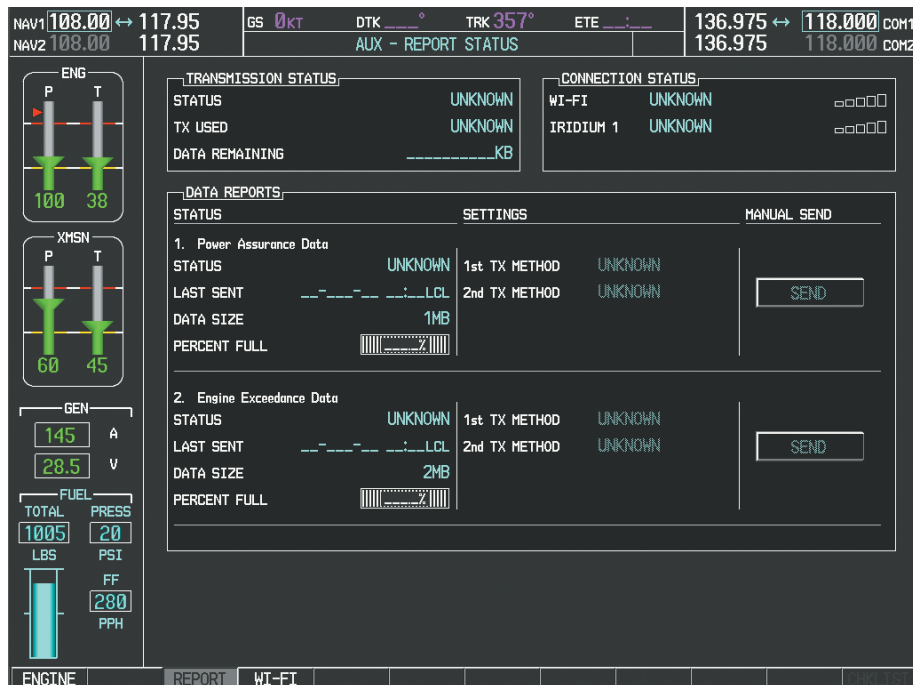 NAV1 108.00 ↔ 117.95 GS 0KT DTK ___° TRK 357° ETE __:__ 136.975 ↔ 118.000 COM1
NAV2 108.00 117.95 AUX - REPORT STATUS 136.975 118.000 COM2
ENG
P T
100 38
XMSN
P T
60 45
GEN
145 A
28.5 V
FUEL
TOTAL PRESS
1005 20
LBS PSI
FF
280
PPH
TRANSMISSION STATUS
STATUS UNKNOWN
TX USED UNKNOWN
DATA REMAINING __________KB
CONNECTION STATUS
WI-FI UNKNOWN
IRIDIUM 1 UNKNOWN
DATA REPORTS
STATUS SETTINGS MANUAL SEND
1. Power Assurance Data
STATUS UNKNOWN 1st TX METHOD UNKNOWN
LAST SENT __-___-__ __:__LCL 2nd TX METHOD UNKNOWN SEND
DATA SIZE 1MB
PERCENT FULL ____%
2. Engine Exceedance Data
STATUS UNKNOWN 1st TX METHOD UNKNOWN
LAST SENT __-___-__ __:__LCL 2nd TX METHOD UNKNOWN SEND
DATA SIZE 2MB
PERCENT FULL ____%
ENGINE REPORT WI-FI CHKLIST